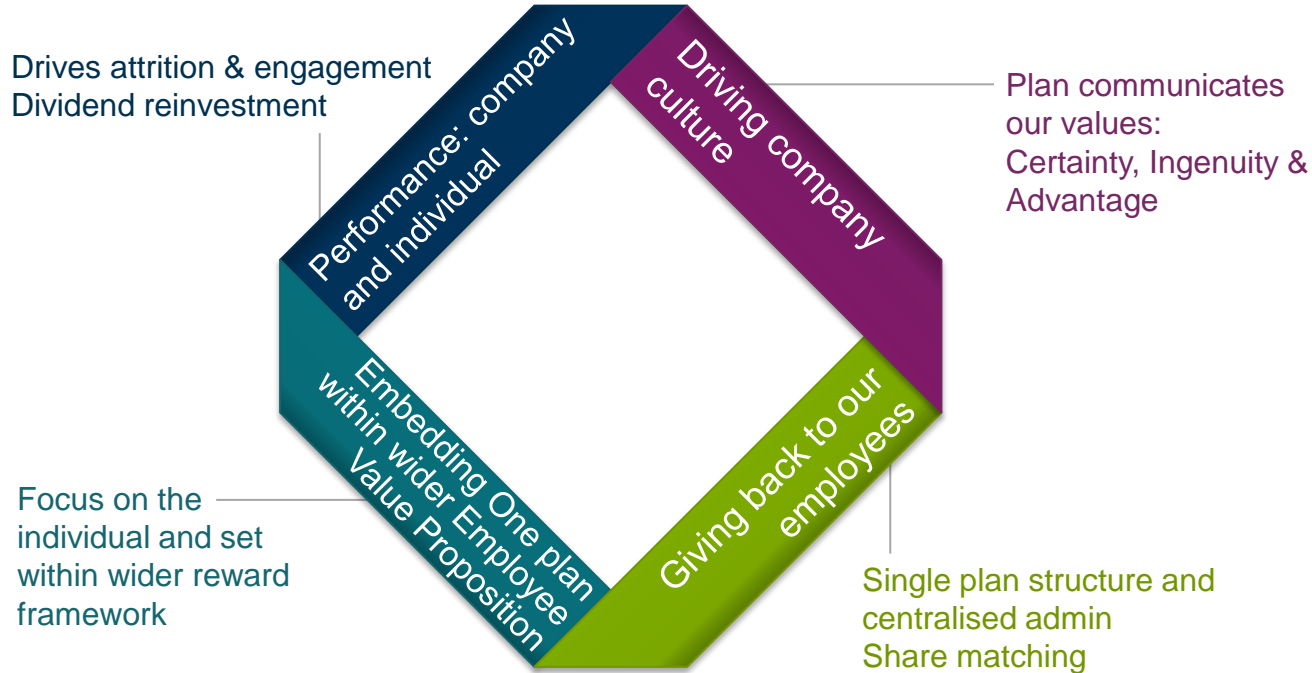 Drives attrition & engagement
Dividend reinvestment
Performance: company
and individual
Driving company
culture
Plan communicates
our values:
Certainty, Ingenuity &
Advantage
Embedding One plan
within wider Employee
Value Proposition
Giving back to our
employees
Focus on the
individual and set
within wider reward
framework
Single plan structure and
centralised admin
Share matching